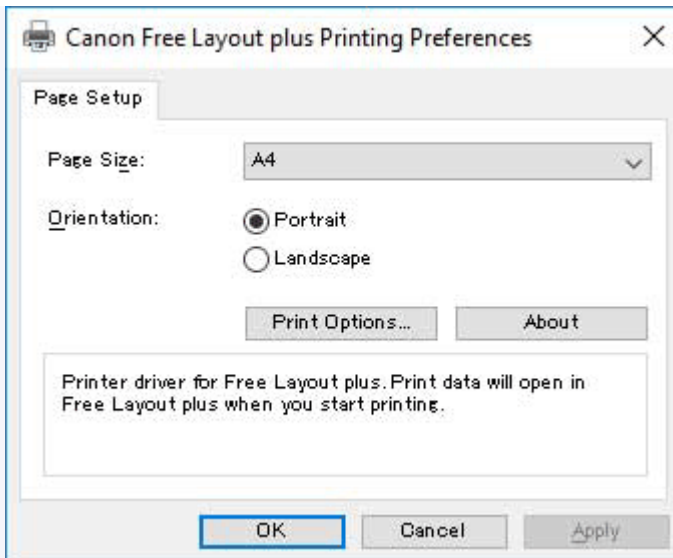 Canon Free Layout plus Printing Preferences
Page Setup
Page Size: A4
Orientation: Portrait
Landscape
Print Options... About
Printer driver for Free Layout plus. Print data will open in
Free Layout plus when you start printing.
OK Cancel Apply